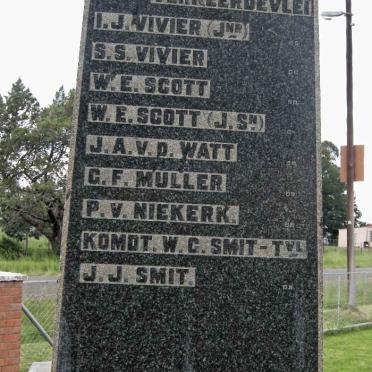 I. J. VIVIER (JNR)
S. S. VIVIER
W. E. SCOTT
W. E. SCOTT (J. SN)
J. A. V. D. WATT
C. F. MULLER
P. V. NIEKERK.
KOMDT. W. C. SMIT-TVL
J. J. SMIT.